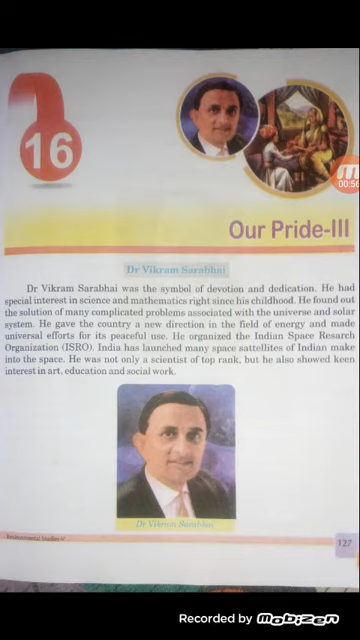 16
00:56
Our Pride-III
Dr Vikram Sarabhai
Dr Vikram Sarabhai was the symbol of devotion and dedication. He had
special interest in science and mathematics right since his childhood. He found out
the solution of many complicated problems associated with the universe and solar
system. He gave the country a new direction in the field of energy and made
universal efforts for its peaceful use. He organized the Indian Space Resarch
Organization (ISRO). India has launched many space sattellites of Indian make
into the space. He was not only a scientist of top rank, but he also showed keen
interest in art, education and social work.
Dr Vikram Sarabhai
Environmental Studies-V
127
Recorded by mobizen